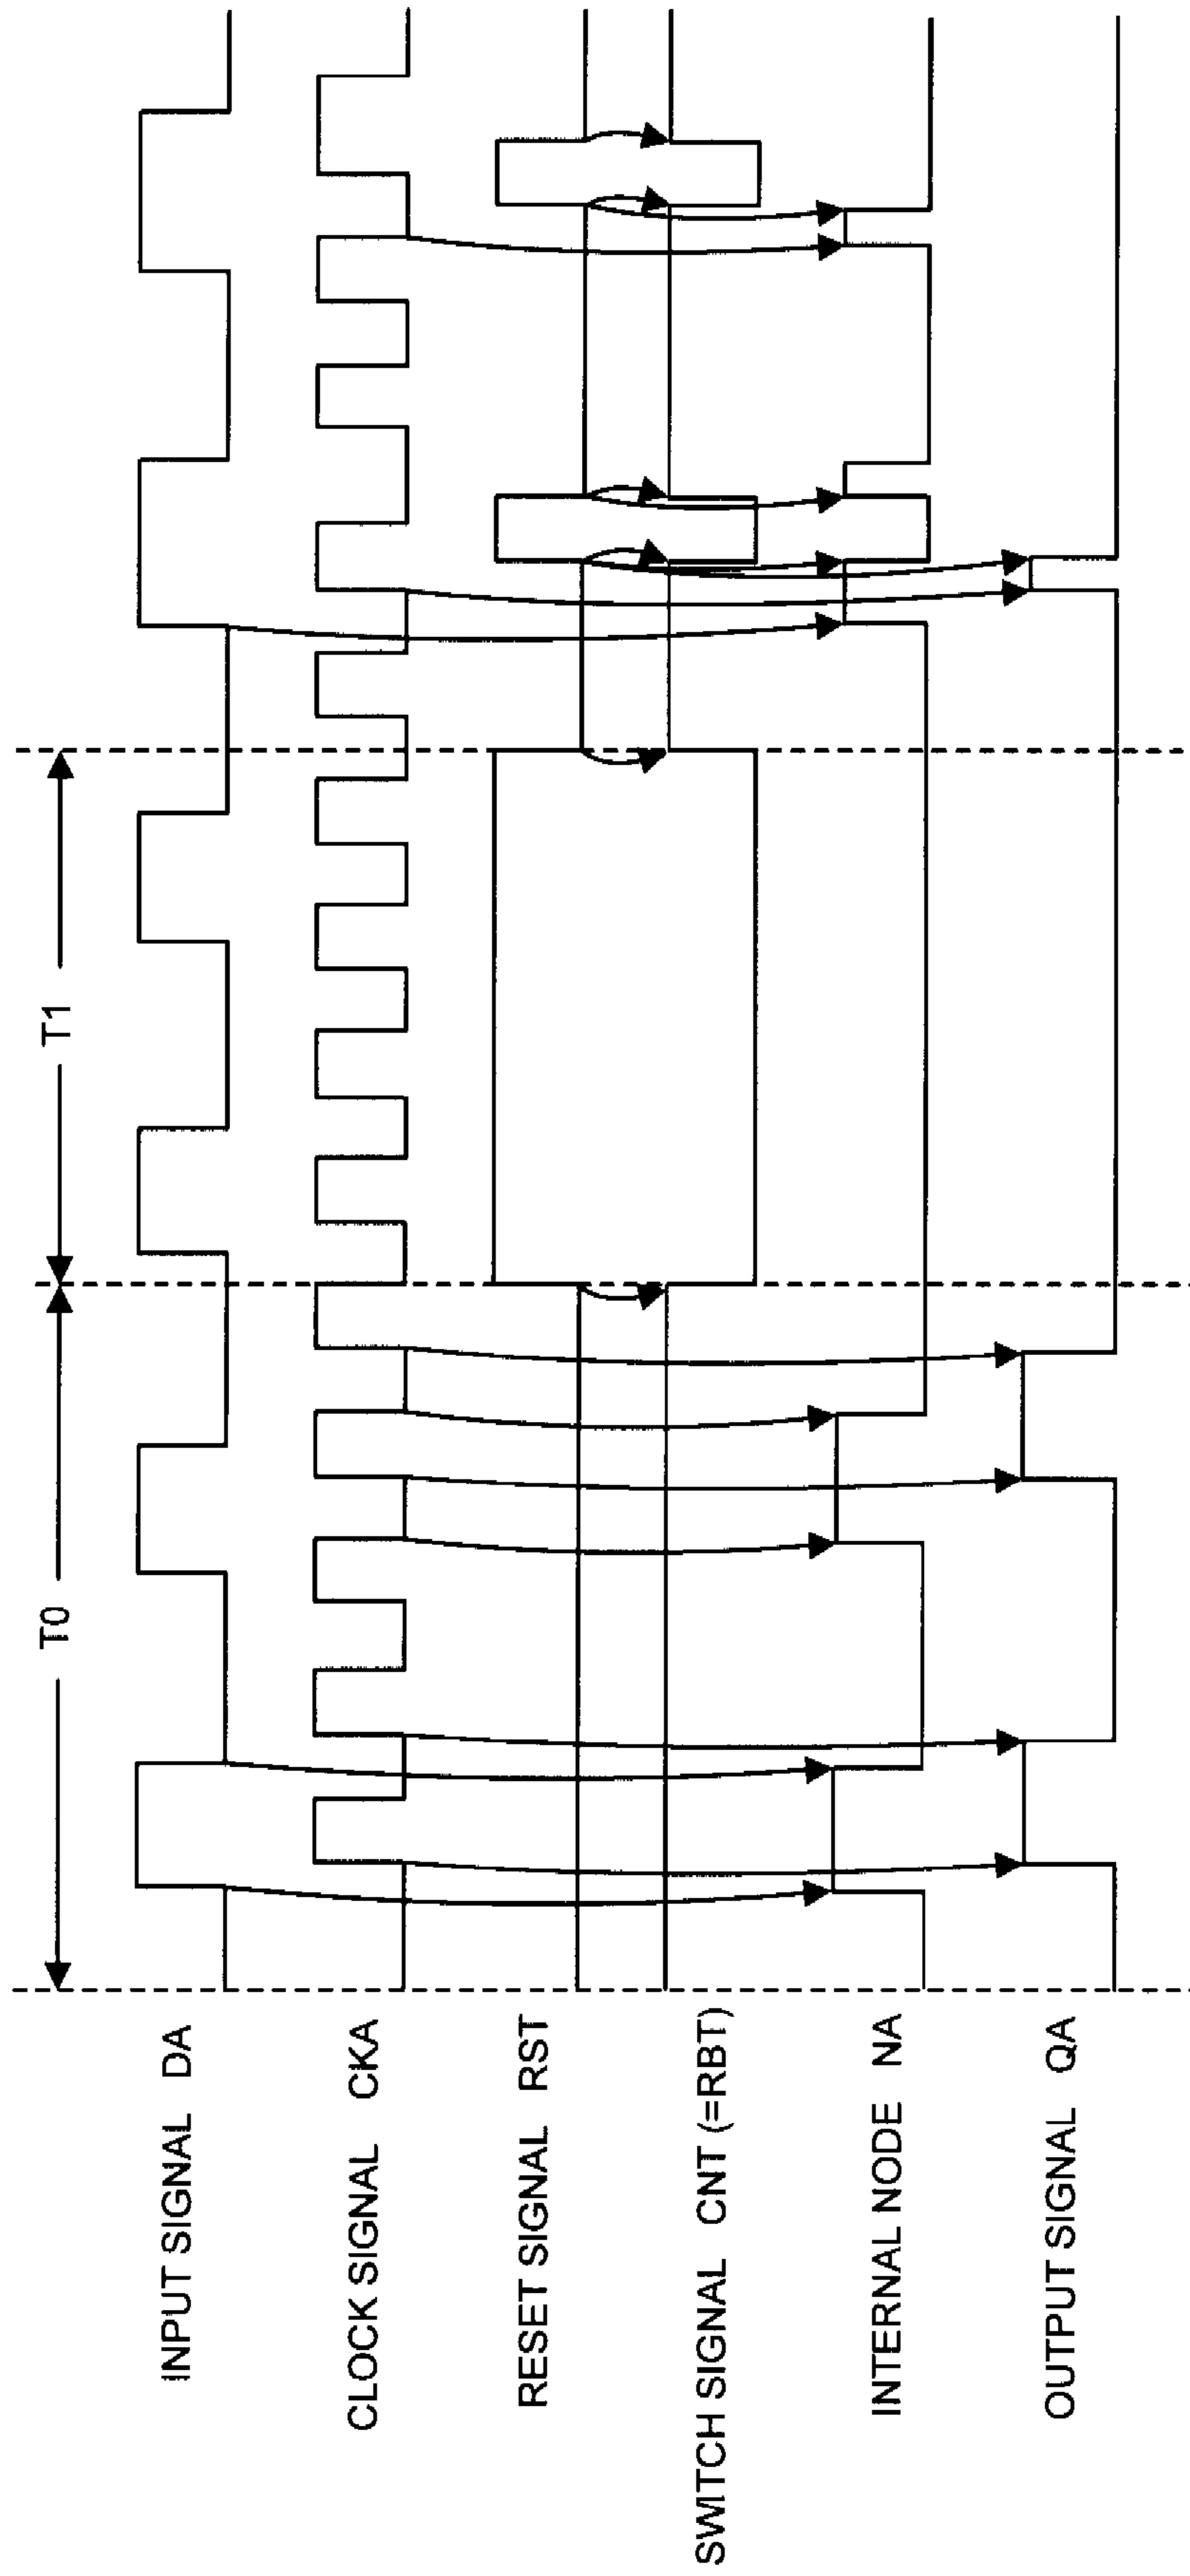 T0
T1
INPUT SIGNAL DA
CLOCK SIGNAL CKA
RESET SIGNAL RST
SWITCH SIGNAL CNT (=RBT)
INTERNAL NODE NA
OUTPUT SIGNAL QA